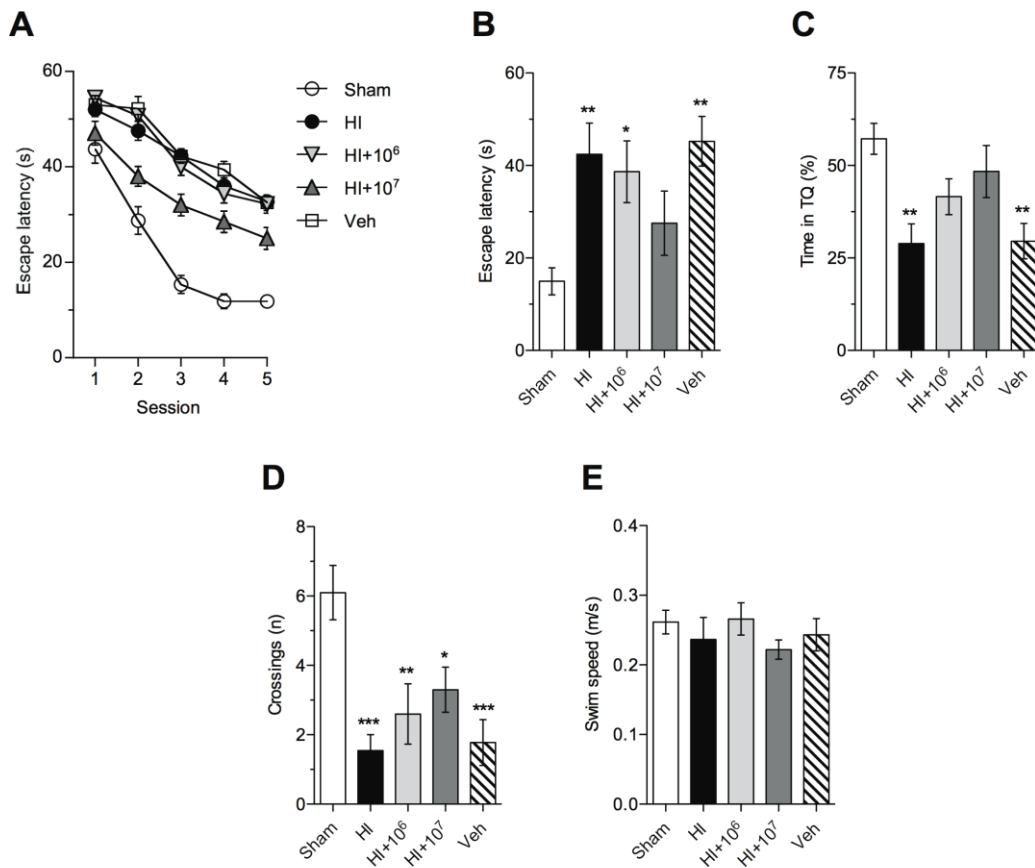 A
Escape latency (s)
60
40
20
0
1 2 3 4 5
Session
Sham
HI
HI+10⁶
HI+10⁷
Veh
B
Escape latency (s)
60
40
20
0
**
*
**
Sham
HI
HI+10⁶
HI+10⁷
Veh
C
Time in TQ (%)
75
50
25
0
**
**
Sham
HI
HI+10⁶
HI+10⁷
Veh
D
Crossings (n)
8
6
4
2
0
***
**
*
***
Sham
HI
HI+10⁶
HI+10⁷
Veh
E
Swim speed (m/s)
0.4
0.3
0.2
0.1
0.0
Sham
HI
HI+10⁶
HI+10⁷
Veh